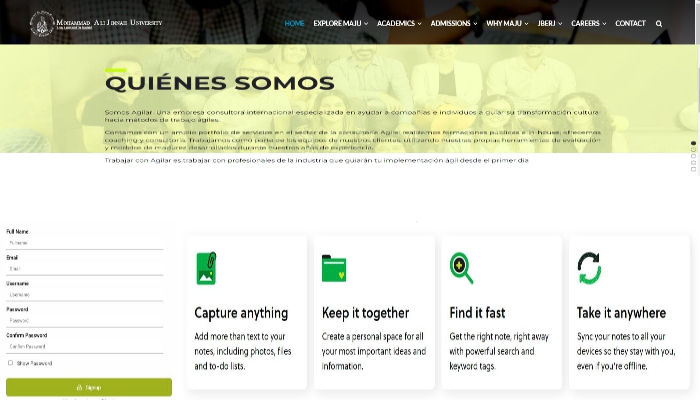 MOHAMMAD ALI JINNAH UNIVERSITY
HOME EXPLORE MAJU ACADEMICS ADMISSIONS WHY MAJU JBERJ CAREERS CONTACT
QUIÉNES SOMOS
Somos Agilar. Una empresa consultora internacional especializada en ayudar a compañías e individuos a guiar su transformación cultural
hacia métodos de trabajo ágiles.
Contamos con un amplio portfolio de servicios en el sector de la consultoría Agile: realizamos formaciones públicas e in-house, ofrecemos
coaching y consultoría. Trabajamos como parte de los equipos de nuestros clientes, utilizando nuestras propias herramientas de evaluación
y modelos de madurez desarrollados durante nuestros años de experiencia.
Trabajar con Agilar es trabajar con profesionales de la industria que guiarán tu implementación ágil desde el primer día
Full Name
Full name
Email
Email
Username
Username
Password
Password
Confirm Password
Confirm Password
Show Password
Signup
Capture anything
Add more than text to your
notes, including photos, files
and to-do lists.
Keep it together
Create a personal space for all
your most important ideas and
information.
Find it fast
Get the right note, right away
with powerful search and
keyword tags.
Take it anywhere
Sync your notes to all your
devices so they stay with you,
even if you're offline.